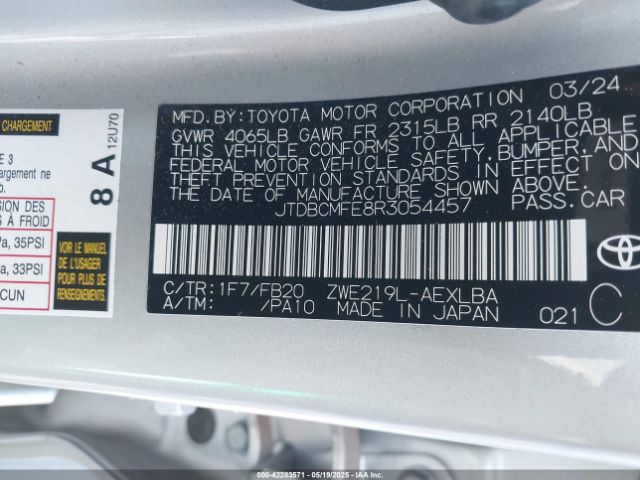 CHARGEMENT
E 3
argement ne
o.
SION DES
À FROID
a, 35PSI
a, 33PSI
CUN
8 A 12U70
VOIR LE MANUEL
DE L'USAGER
POUR PLUS DE
RENSEIGNEMENTS
MFD. BY: TOYOTA MOTOR CORPORATION 03/24
GVWR 4065LB GAWR FR 2315LB RR 2140LB
THIS VEHICLE CONFORMS TO ALL APPLICABLE
FEDERAL MOTOR VEHICLE SAFETY, BUMPER, AND
THEFT PREVENTION STANDARDS IN EFFECT ON
THE DATE OF MANUFACTURE SHOWN ABOVE.
JTDBCMFE8R3054457 PASS. CAR
C/TR: 1F7/FB20 ZWE219L-AEXLBA
A/TM: /PA10 MADE IN JAPAN 021 C
TOYOTA
000-42283571 - 05/19/2025 - IAAI.CA